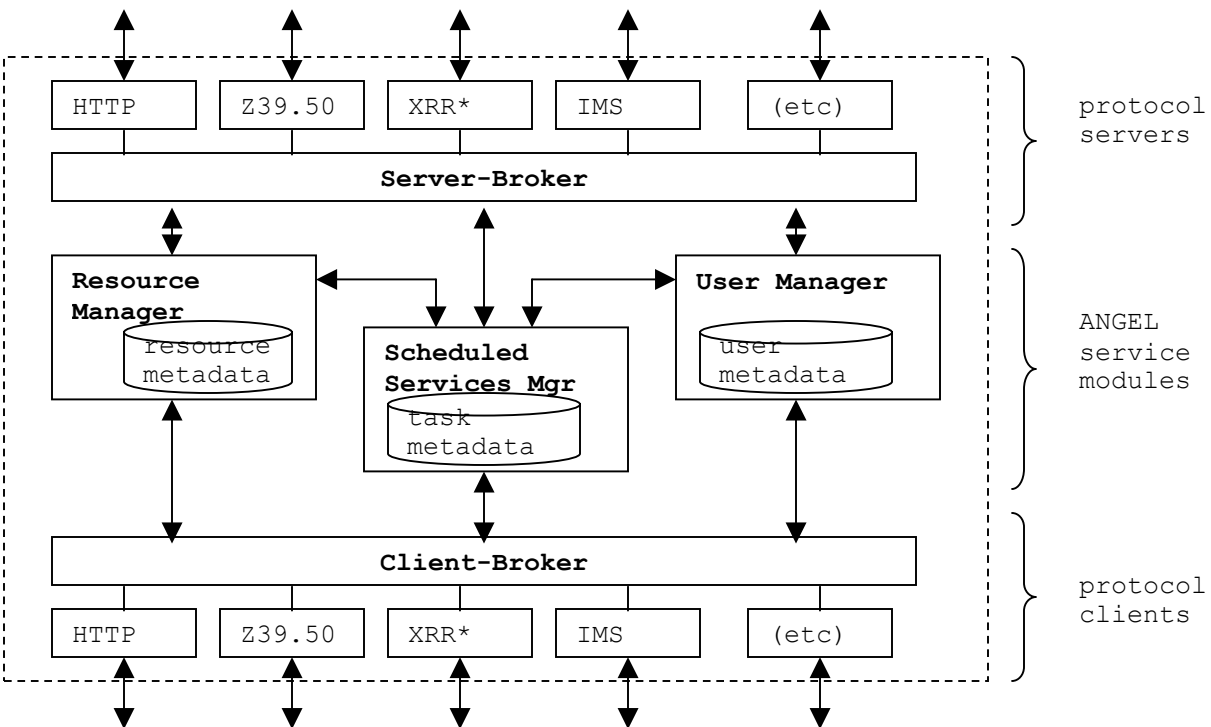 HTTP
Z39.50
XRR*
IMS
(etc)
protocol
servers
Server-Broker
Resource
Manager
resource
metadata
Scheduled
Services Mgr
task
metadata
User Manager
user
metadata
ANGEL
service
modules
Client-Broker
HTTP
Z39.50
XRR*
IMS
(etc)
protocol
clients